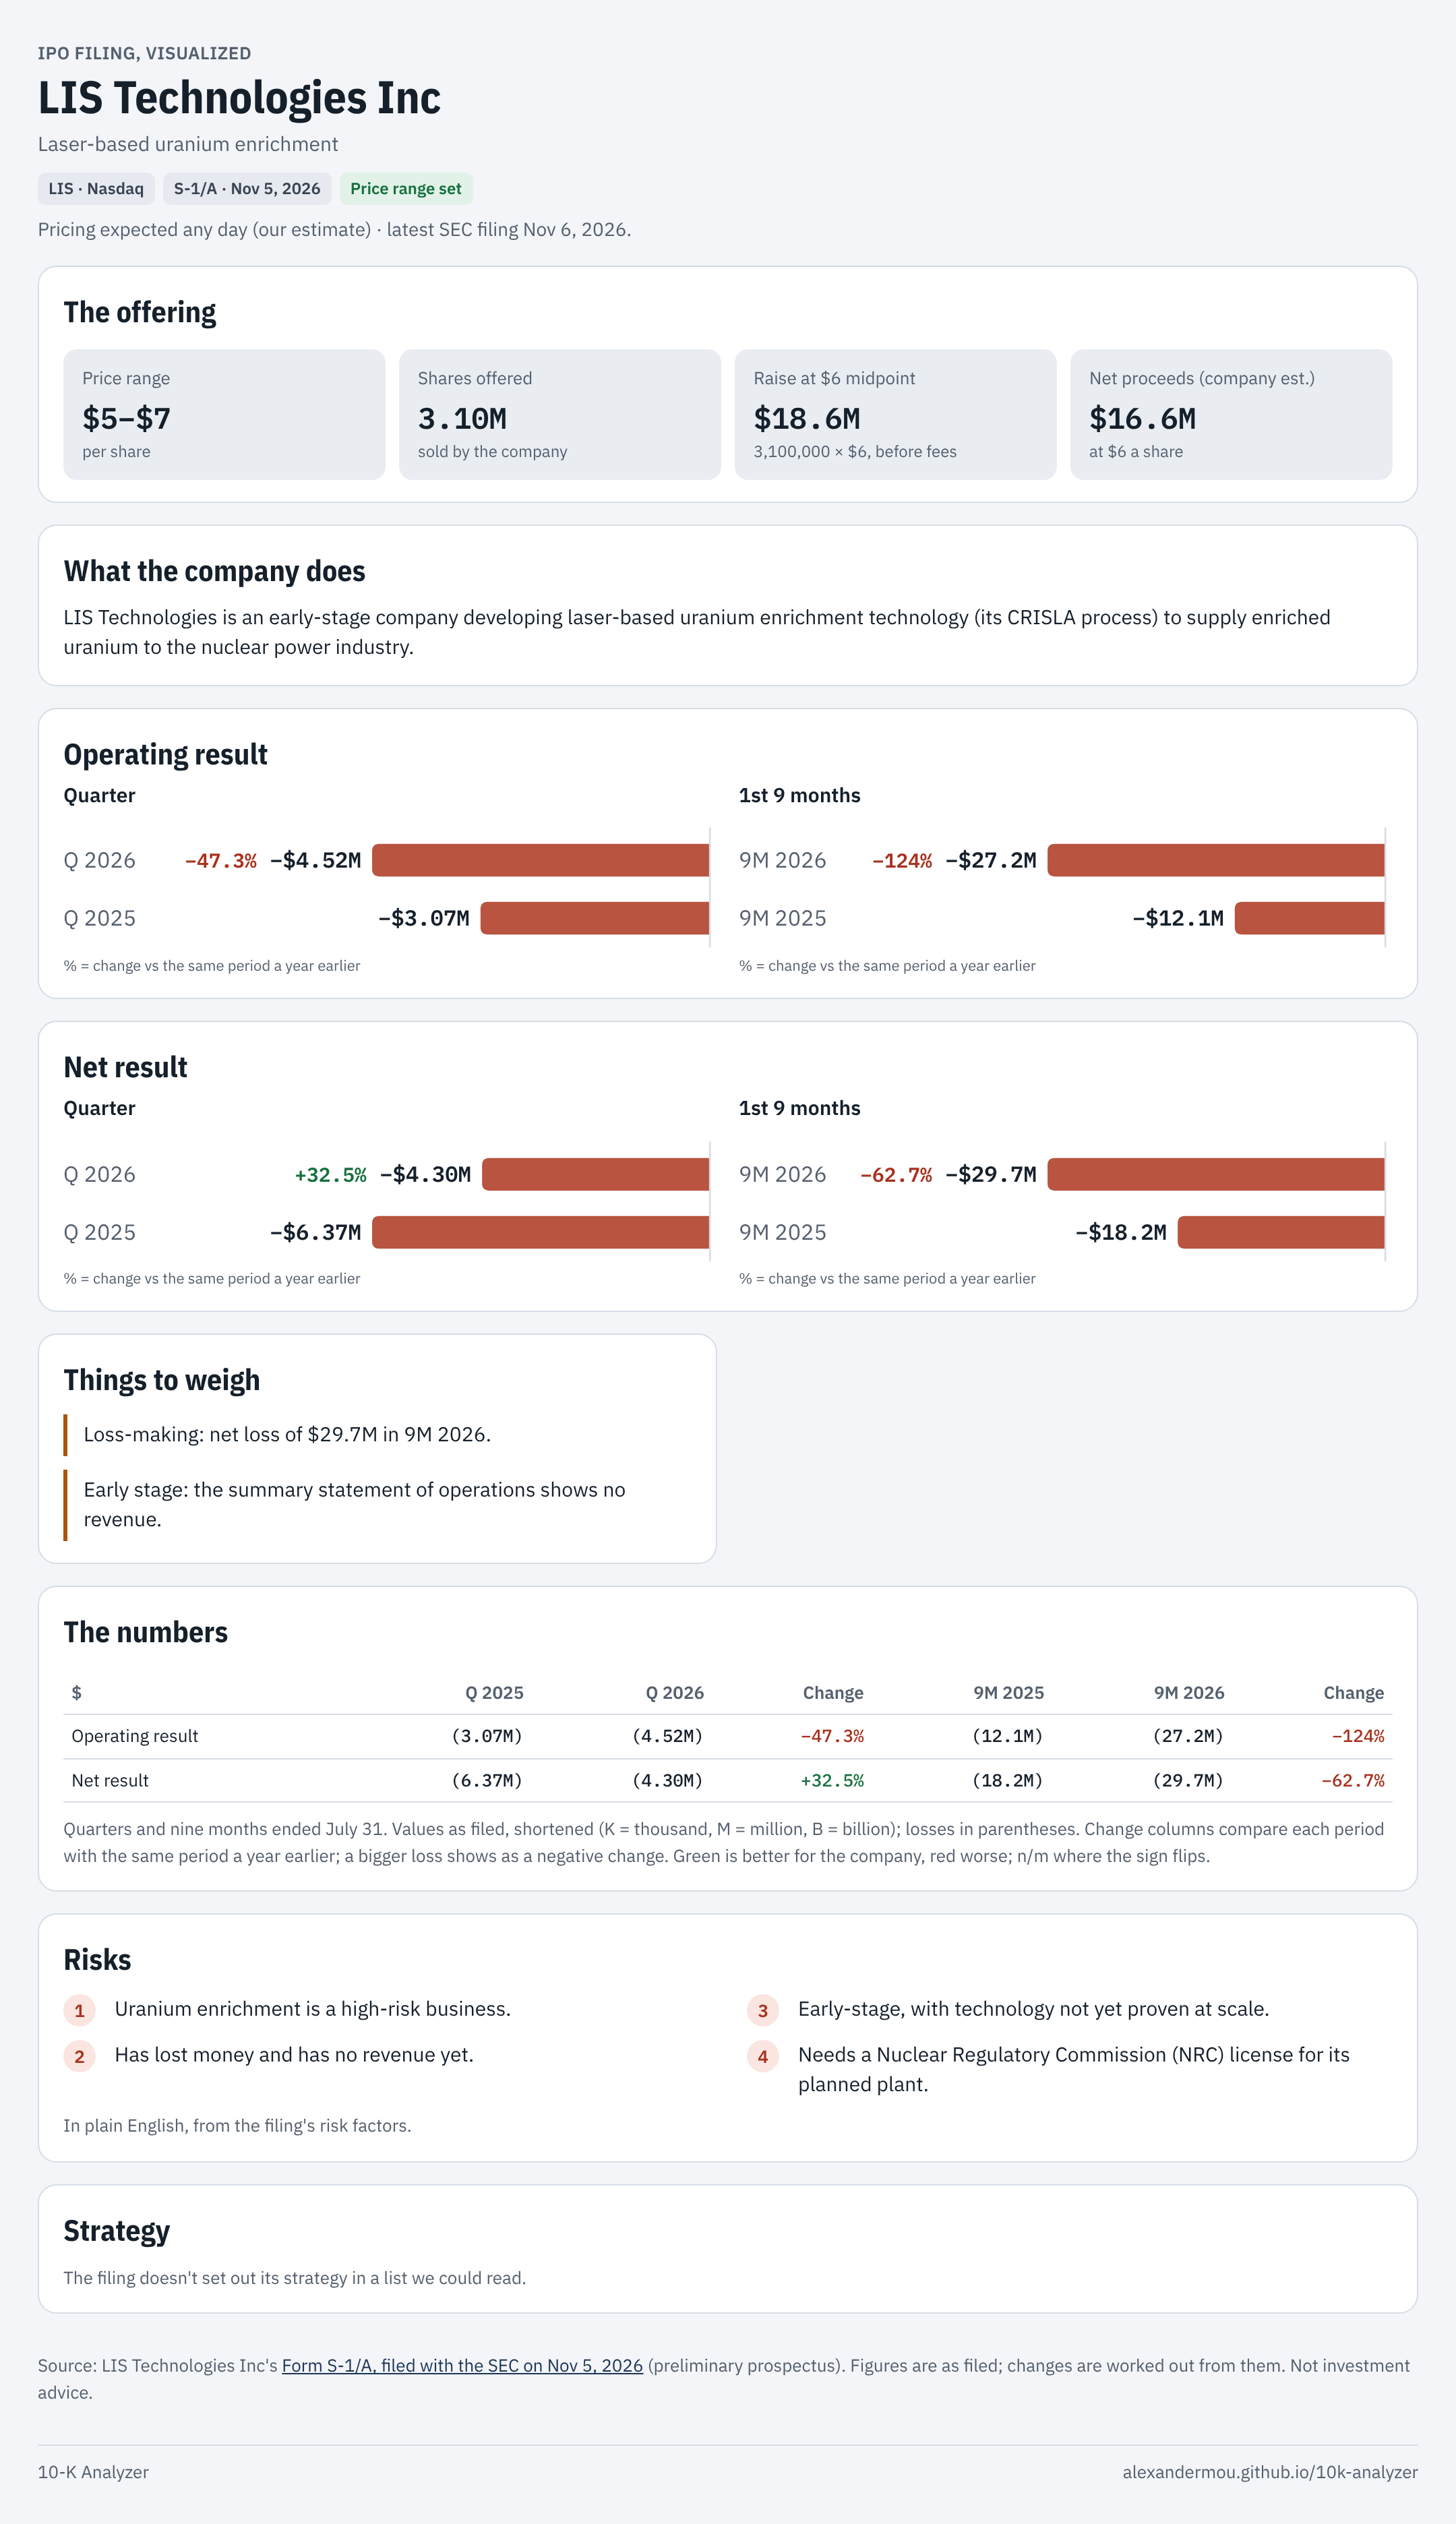 IPO FILING, VISUALIZED
LIS Technologies Inc
Laser-based uranium enrichment
LIS · Nasdaq
S-1/A · Nov 5, 2026
Price range set
Pricing expected any day (our estimate) · latest SEC filing Nov 6, 2026.
The offering
Price range
$5–$7
per share
Shares offered
3.10M
sold by the company
Raise at $6 midpoint
$18.6M
3,100,000 × $6, before fees
Net proceeds (company est.)
$16.6M
at $6 a share
What the company does
LIS Technologies is an early-stage company developing laser-based uranium enrichment technology (its CRISLA process) to supply enriched
uranium to the nuclear power industry.
Operating result
Quarter
Q 2026 −47.3% −$4.52M
Q 2025 −$3.07M
% = change vs the same period a year earlier
1st 9 months
9M 2026 −124% −$27.2M
9M 2025 −$12.1M
% = change vs the same period a year earlier
Net result
Quarter
Q 2026 +32.5% −$4.30M
Q 2025 −$6.37M
% = change vs the same period a year earlier
1st 9 months
9M 2026 −62.7% −$29.7M
9M 2025 −$18.2M
% = change vs the same period a year earlier
Things to weigh
Loss-making: net loss of $29.7M in 9M 2026.
Early stage: the summary statement of operations shows no
revenue.
The numbers
$ Q 2025 Q 2026 Change 9M 2025 9M 2026 Change
Operating result (3.07M) (4.52M) −47.3% (12.1M) (27.2M) −124%
Net result (6.37M) (4.30M) +32.5% (18.2M) (29.7M) −62.7%
Quarters and nine months ended July 31. Values as filed, shortened (K = thousand, M = million, B = billion); losses in parentheses. Change columns compare each period
with the same period a year earlier; a bigger loss shows as a negative change. Green is better for the company, red worse; n/m where the sign flips.
Risks
1 Uranium enrichment is a high-risk business.
2 Has lost money and has no revenue yet.
3 Early-stage, with technology not yet proven at scale.
4 Needs a Nuclear Regulatory Commission (NRC) license for its
planned plant.
In plain English, from the filing's risk factors.
Strategy
The filing doesn't set out its strategy in a list we could read.
Source: LIS Technologies Inc's Form S-1/A, filed with the SEC on Nov 5, 2026 (preliminary prospectus). Figures are as filed; changes are worked out from them. Not investment
advice.
10-K Analyzer
alexandermou.github.io/10k-analyzer